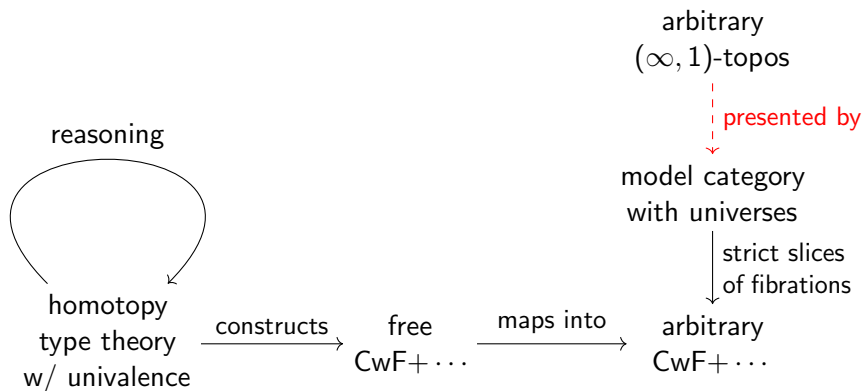 arbitrary
(∞, 1)-topos
presented by
reasoning
model category
with universes
strict slices
of fibrations
homotopy
type theory
w/ univalence
constructs
free
CwF+ ⋯
maps into
arbitrary
CwF+ ⋯